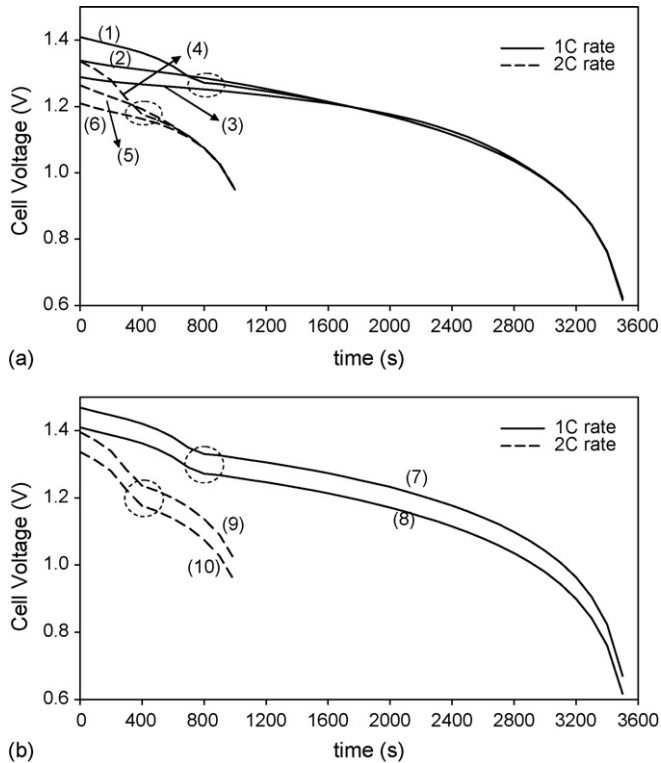 (1)
(2)
(4)
(3)
(6)
(5)
1C rate
2C rate
1.4
1.2
1.0
0.8
0.6
Cell Voltage (V)
0 400 800 1200 1600 2000 2400 2800 3200 3600
(a) time (s)
1C rate
2C rate
(7)
(8)
(9)
(10)
1.4
1.2
1.0
0.8
0.6
Cell Voltage (V)
0 400 800 1200 1600 2000 2400 2800 3200 3600
(b) time (s)